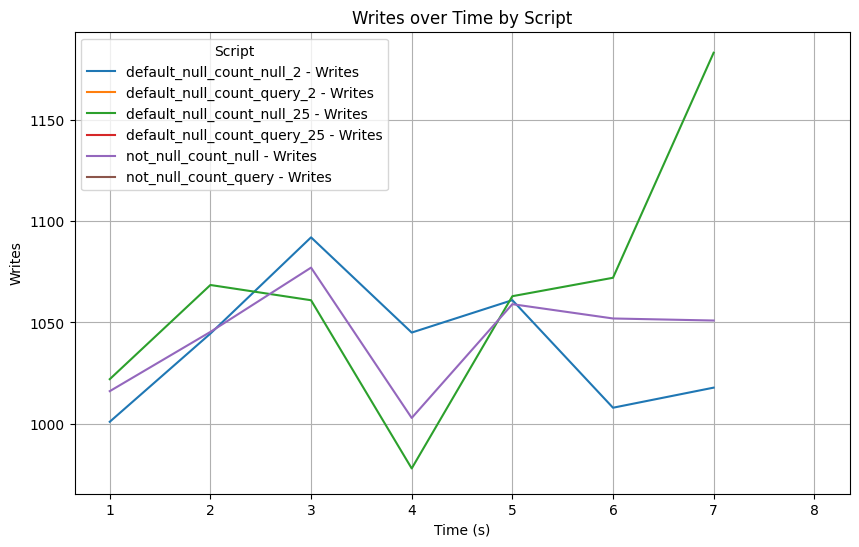 Writes over Time by Script
Script
default_null_count_null_2 - Writes
default_null_count_query_2 - Writes
default_null_count_null_25 - Writes
default_null_count_query_25 - Writes
not_null_count_null - Writes
not_null_count_query - Writes
Writes
1150
1100
1050
1000
1 2 3 4 5 6 7 8
Time (s)